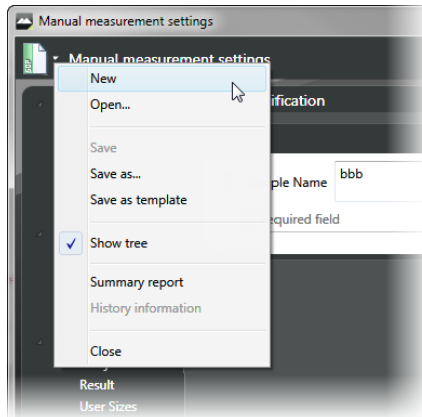 Manual measurement settings
SOP
Manual measurement settings
New
Open...
ification
Save
Save as...
ple Name
bbb
Save as template
equired field
Show tree
Summary report
History information
Close
Result
User Sizes